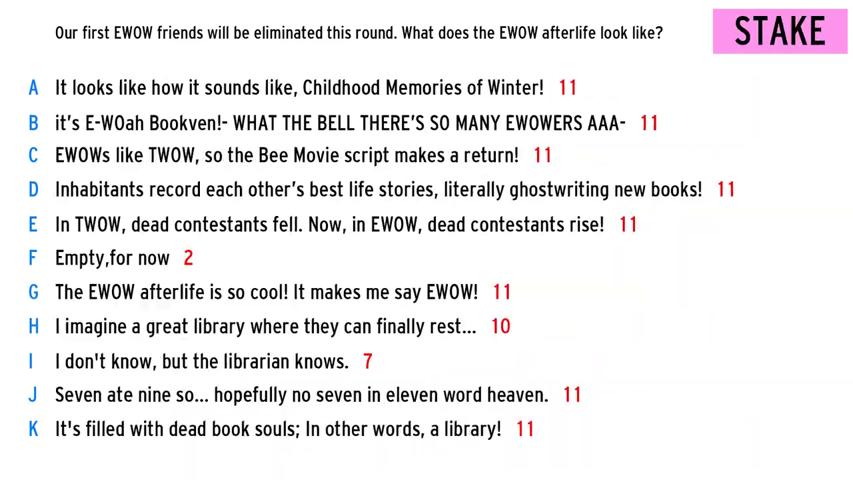 Our first EWOW friends will be eliminated this round. What does the EWOW afterlife look like? STAKE
A It looks like how it sounds like, Childhood Memories of Winter! 11
B it's E-WOah Bookven!- WHAT THE BELL THERE'S SO MANY EWOWERS AAA- 11
C EWOWs like TWOW, so the Bee Movie script makes a return! 11
D Inhabitants record each other's best life stories, literally ghostwriting new books! 11
E In TWOW, dead contestants fell. Now, in EWOW, dead contestants rise! 11
F Empty,for now 2
G The EWOW afterlife is so cool! It makes me say EWOW! 11
H I imagine a great library where they can finally rest... 10
I I don't know, but the librarian knows. 7
J Seven ate nine so... hopefully no seven in eleven word heaven. 11
K It's filled with dead book souls; In other words, a library! 11